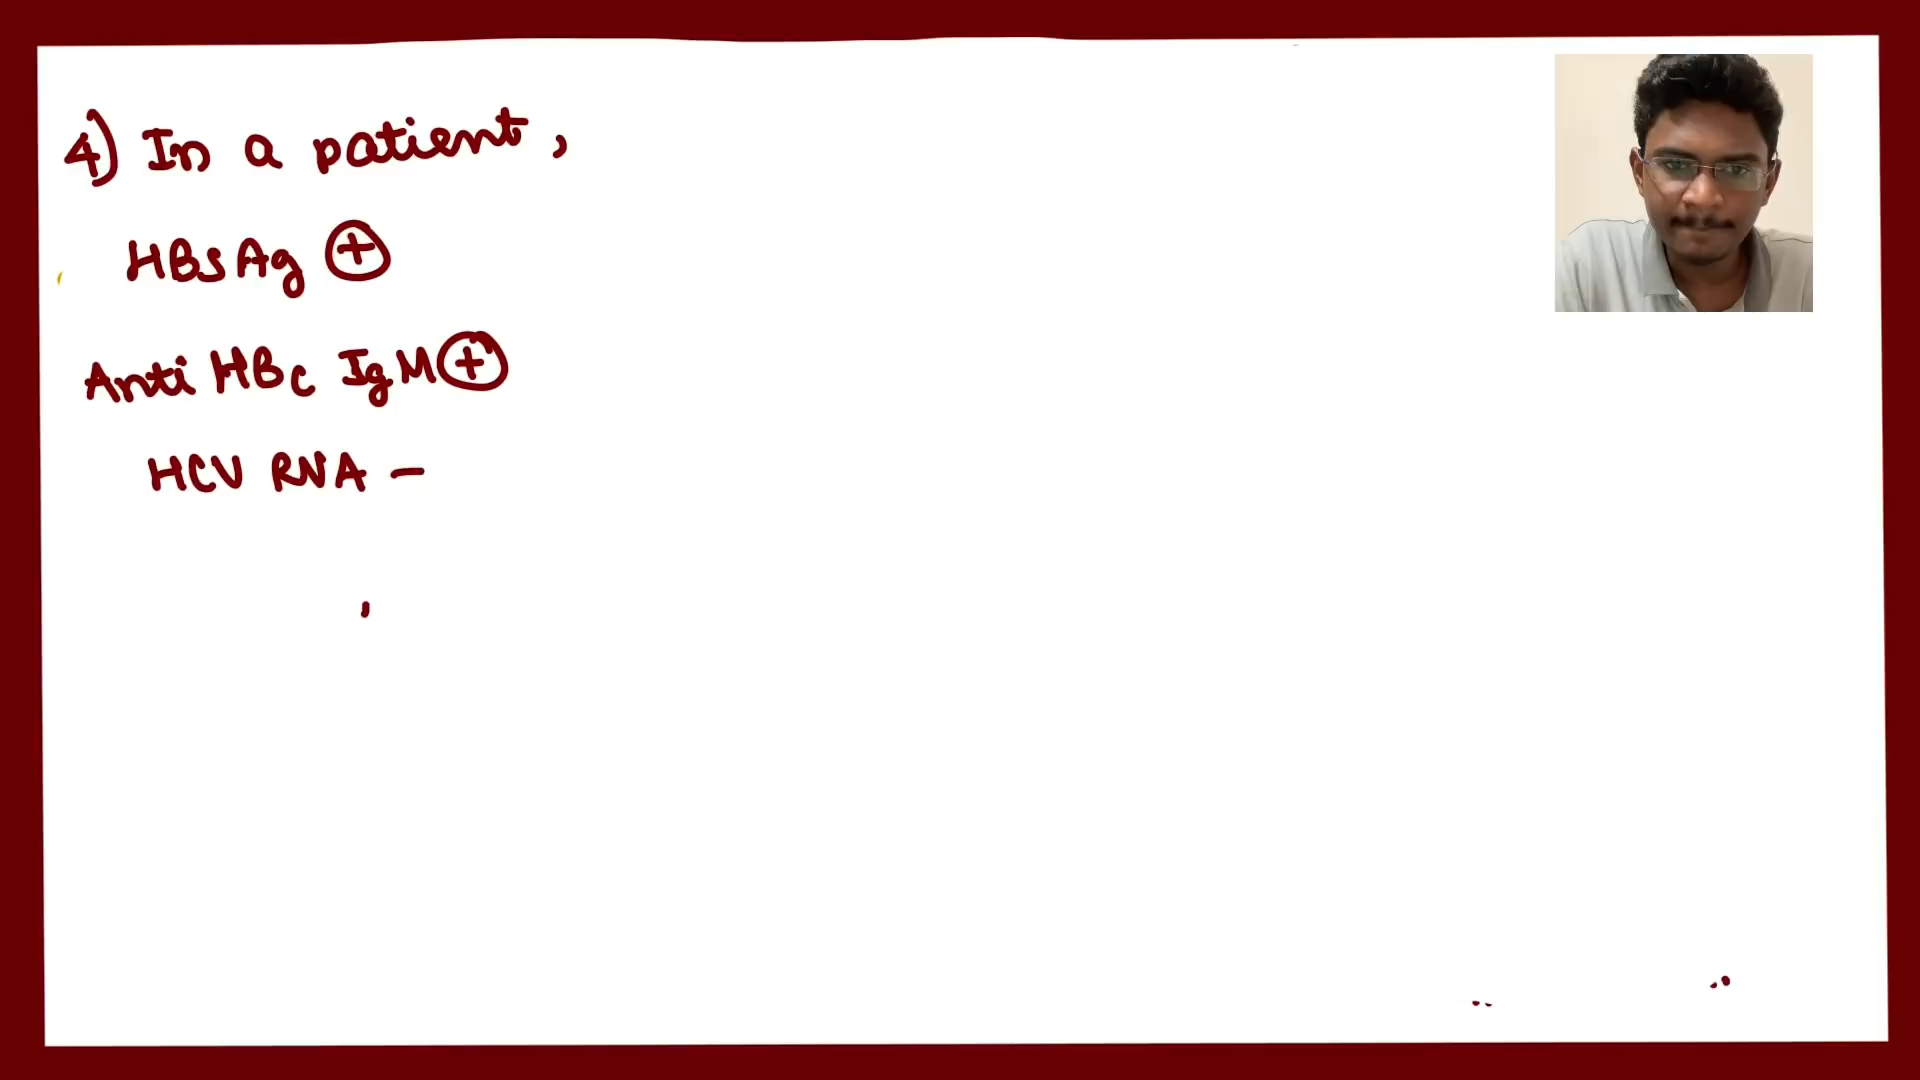 4) In a patient,
HBsAg +
Anti HBc IgM +
HCV RNA -